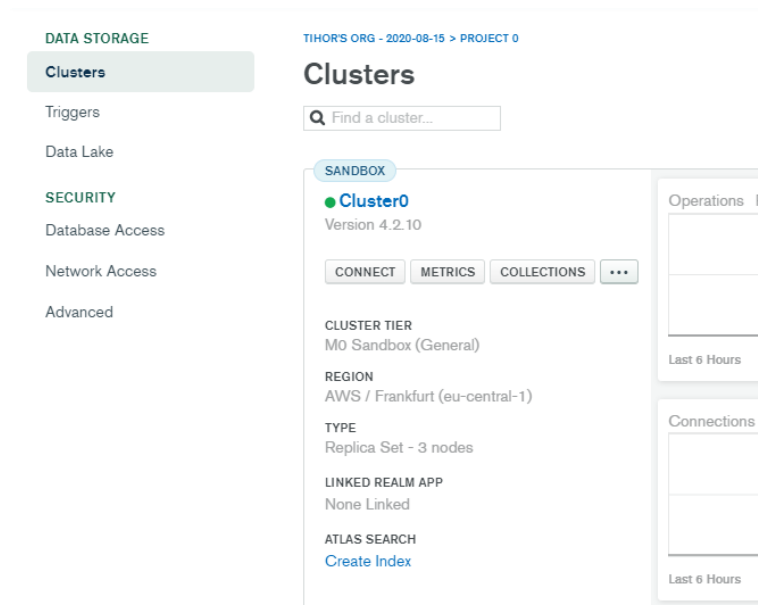 DATA STORAGE
Clusters
Triggers
Data Lake
SECURITY
Database Access
Network Access
Advanced
TIHOR'S ORG - 2020-08-15 > PROJECT 0
Clusters
Find a cluster...
SANDBOX
Cluster0
Version 4.2.10
CONNECT METRICS COLLECTIONS ...
CLUSTER TIER
M0 Sandbox (General)
REGION
AWS / Frankfurt (eu-central-1)
TYPE
Replica Set - 3 nodes
LINKED REALM APP
None Linked
ATLAS SEARCH
Create Index
Operations
Last 6 Hours
Connections
Last 6 Hours